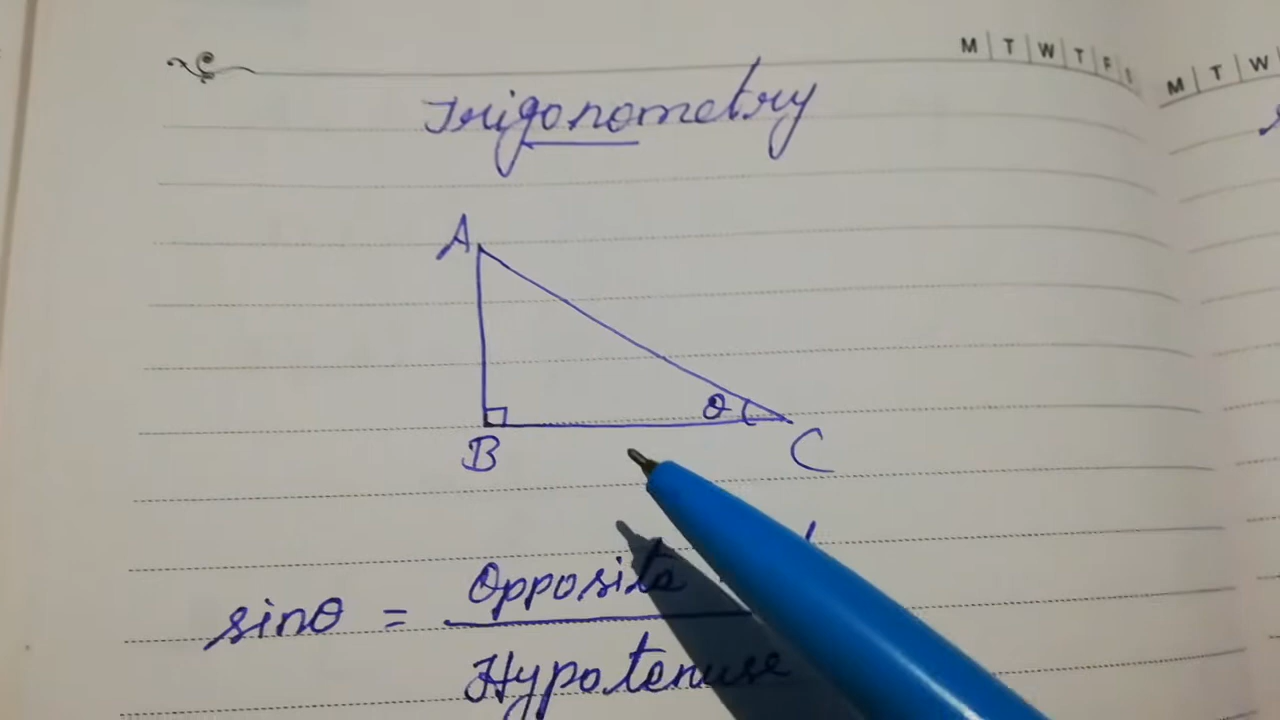 M T W T F S
M T W
Trigonometry
A
θ
B C
sinθ = Opposite
Hypotenuse